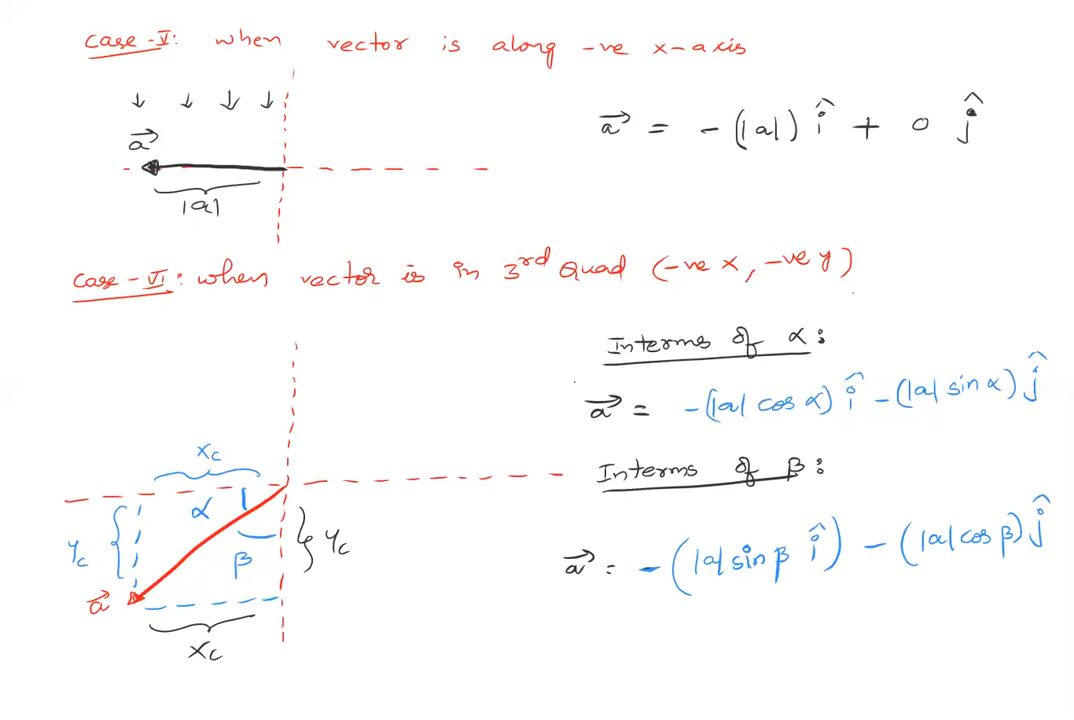 Case-V: when vector is along -ve x-axis
↓ ↓ ↓ ↓
a⃗
a⃗ = -(|a|) î + 0 ĵ
|a|
Case-VI: when vector is in 3rd Quad (-ve x, -ve y)
Interms of α:
a⃗ = -(|a| cos α) î - (|a| sin α) ĵ
Interms of β:
a⃗ = -(|a| sin β î) - (|a| cos β) ĵ
xc
α
yc
yc
β
a⃗
xc